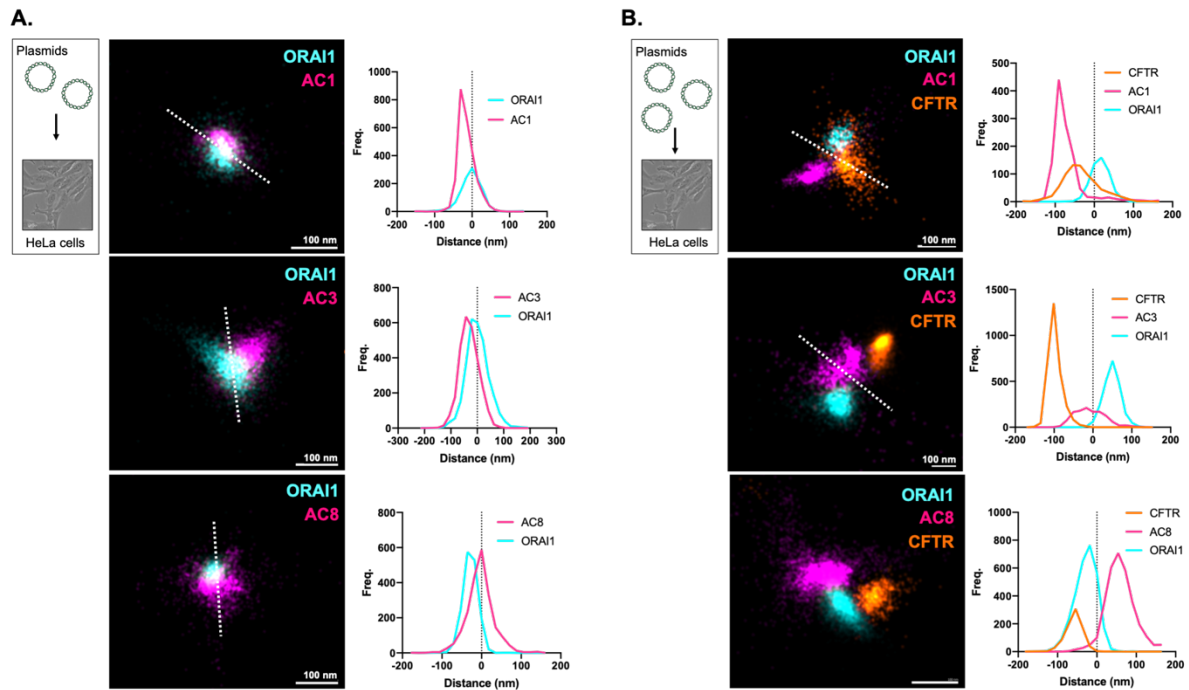 A.
Plasmids
HeLa cells
ORAI1
AC1
100 nm
1000
800
600
400
200
0
Freq.
-200 -100 0 100 200
Distance (nm)
ORAI1
AC1
ORAI1
AC3
100 nm
800
600
400
200
0
Freq.
-300 -200 -100 0 100 200 300
Distance (nm)
AC3
ORAI1
ORAI1
AC8
100 nm
800
600
400
200
0
Freq.
-200 -100 0 100 200
Distance (nm)
AC8
ORAI1
B.
Plasmids
HeLa cells
ORAI1
AC1
CFTR
100 nm
500
400
300
200
100
0
Freq.
-200 -100 0 100 200
Distance (nm)
CFTR
AC1
ORAI1
ORAI1
AC3
CFTR
100 nm
1500
1000
500
0
Freq.
-200 -100 0 100 200
Distance (nm)
CFTR
AC3
ORAI1
ORAI1
AC8
CFTR
1000
800
600
400
200
0
Freq.
-200 -100 0 100 200
Distance (nm)
CFTR
AC8
ORAI1